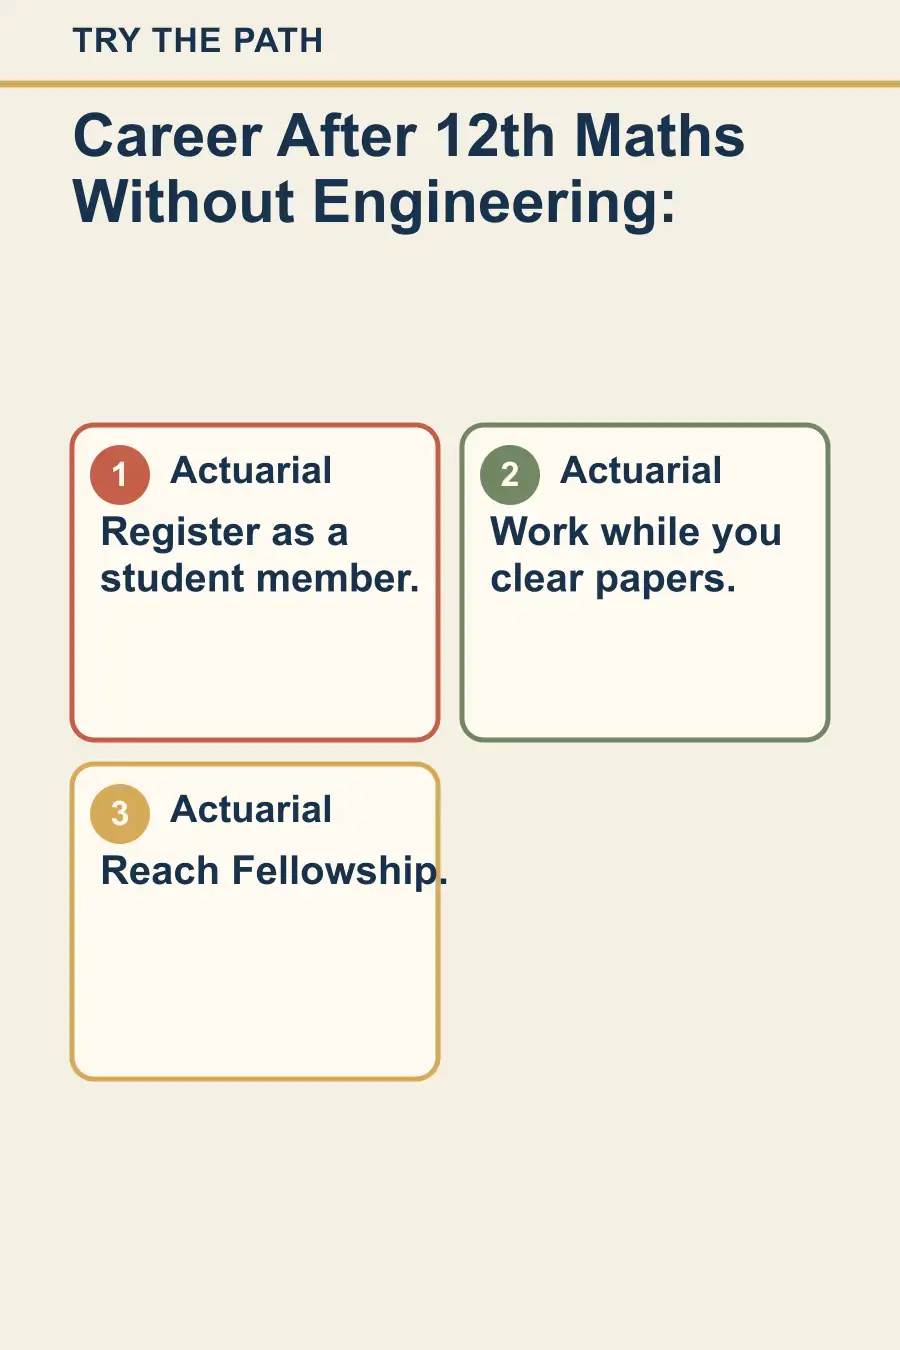 TRY THE PATH
Career After 12th Maths
Without Engineering:
1 Actuarial
Register as a
student member.
2 Actuarial
Work while you
clear papers.
3 Actuarial
Reach Fellowship.